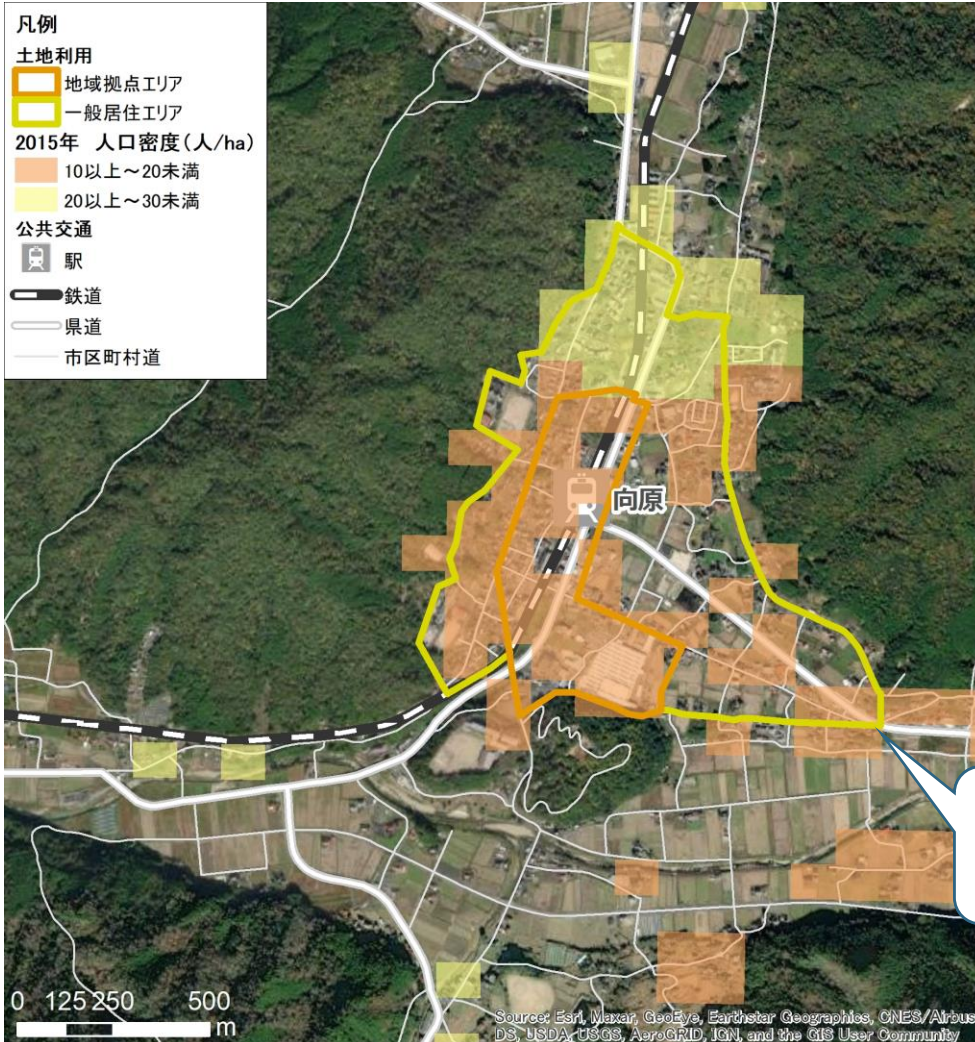 凡例
土地利用
地域拠点エリア
一般居住エリア
2015年 人口密度(人/ha)
10以上～20未満
20以上～30未満
公共交通
駅
鉄道
県道
市区町村道
向原
0 125 250 500
m
Source: Esri, Maxar, GeoEye, Earthstar Geographics, CNES/Airbus
DS, USDA, USGS, AeroGRID, IGN, and the GIS User Community